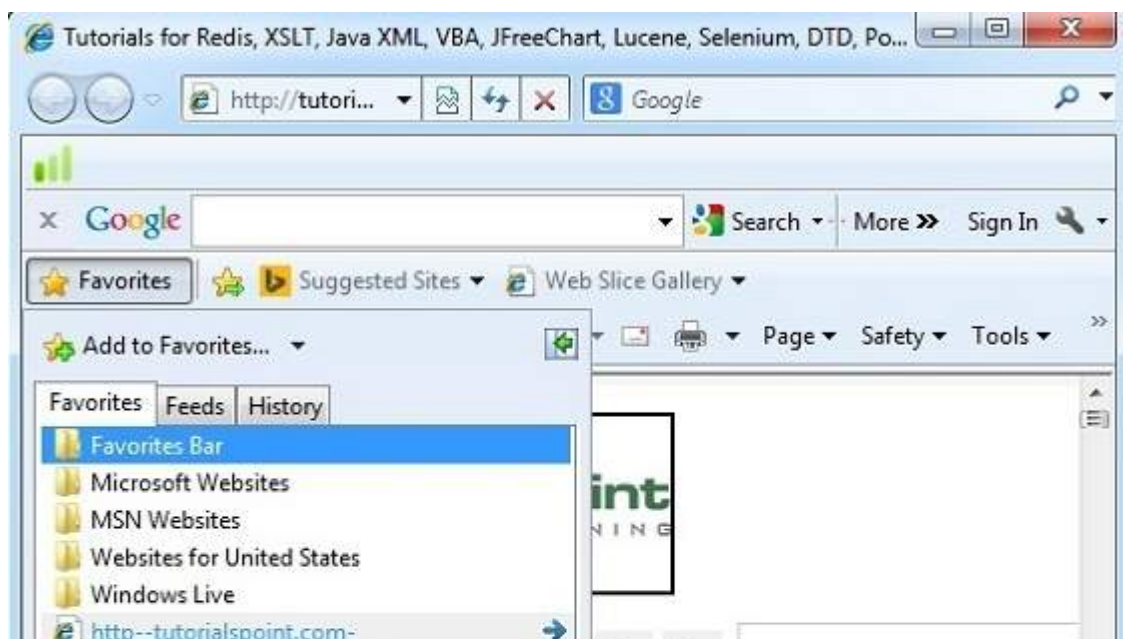 Tutorials for Redis, XSLT, Java XML, VBA, JFreeChart, Lucene, Selenium, DTD, Po...
http://tutori... Google
Google Search More >> Sign In
Favorites Suggested Sites Web Slice Gallery
Add to Favorites... Page Safety Tools >>
Favorites Feeds History
Favorites Bar
Microsoft Websites
MSN Websites
Websites for United States
Windows Live
http--tutorialspoint.com-
int
NING